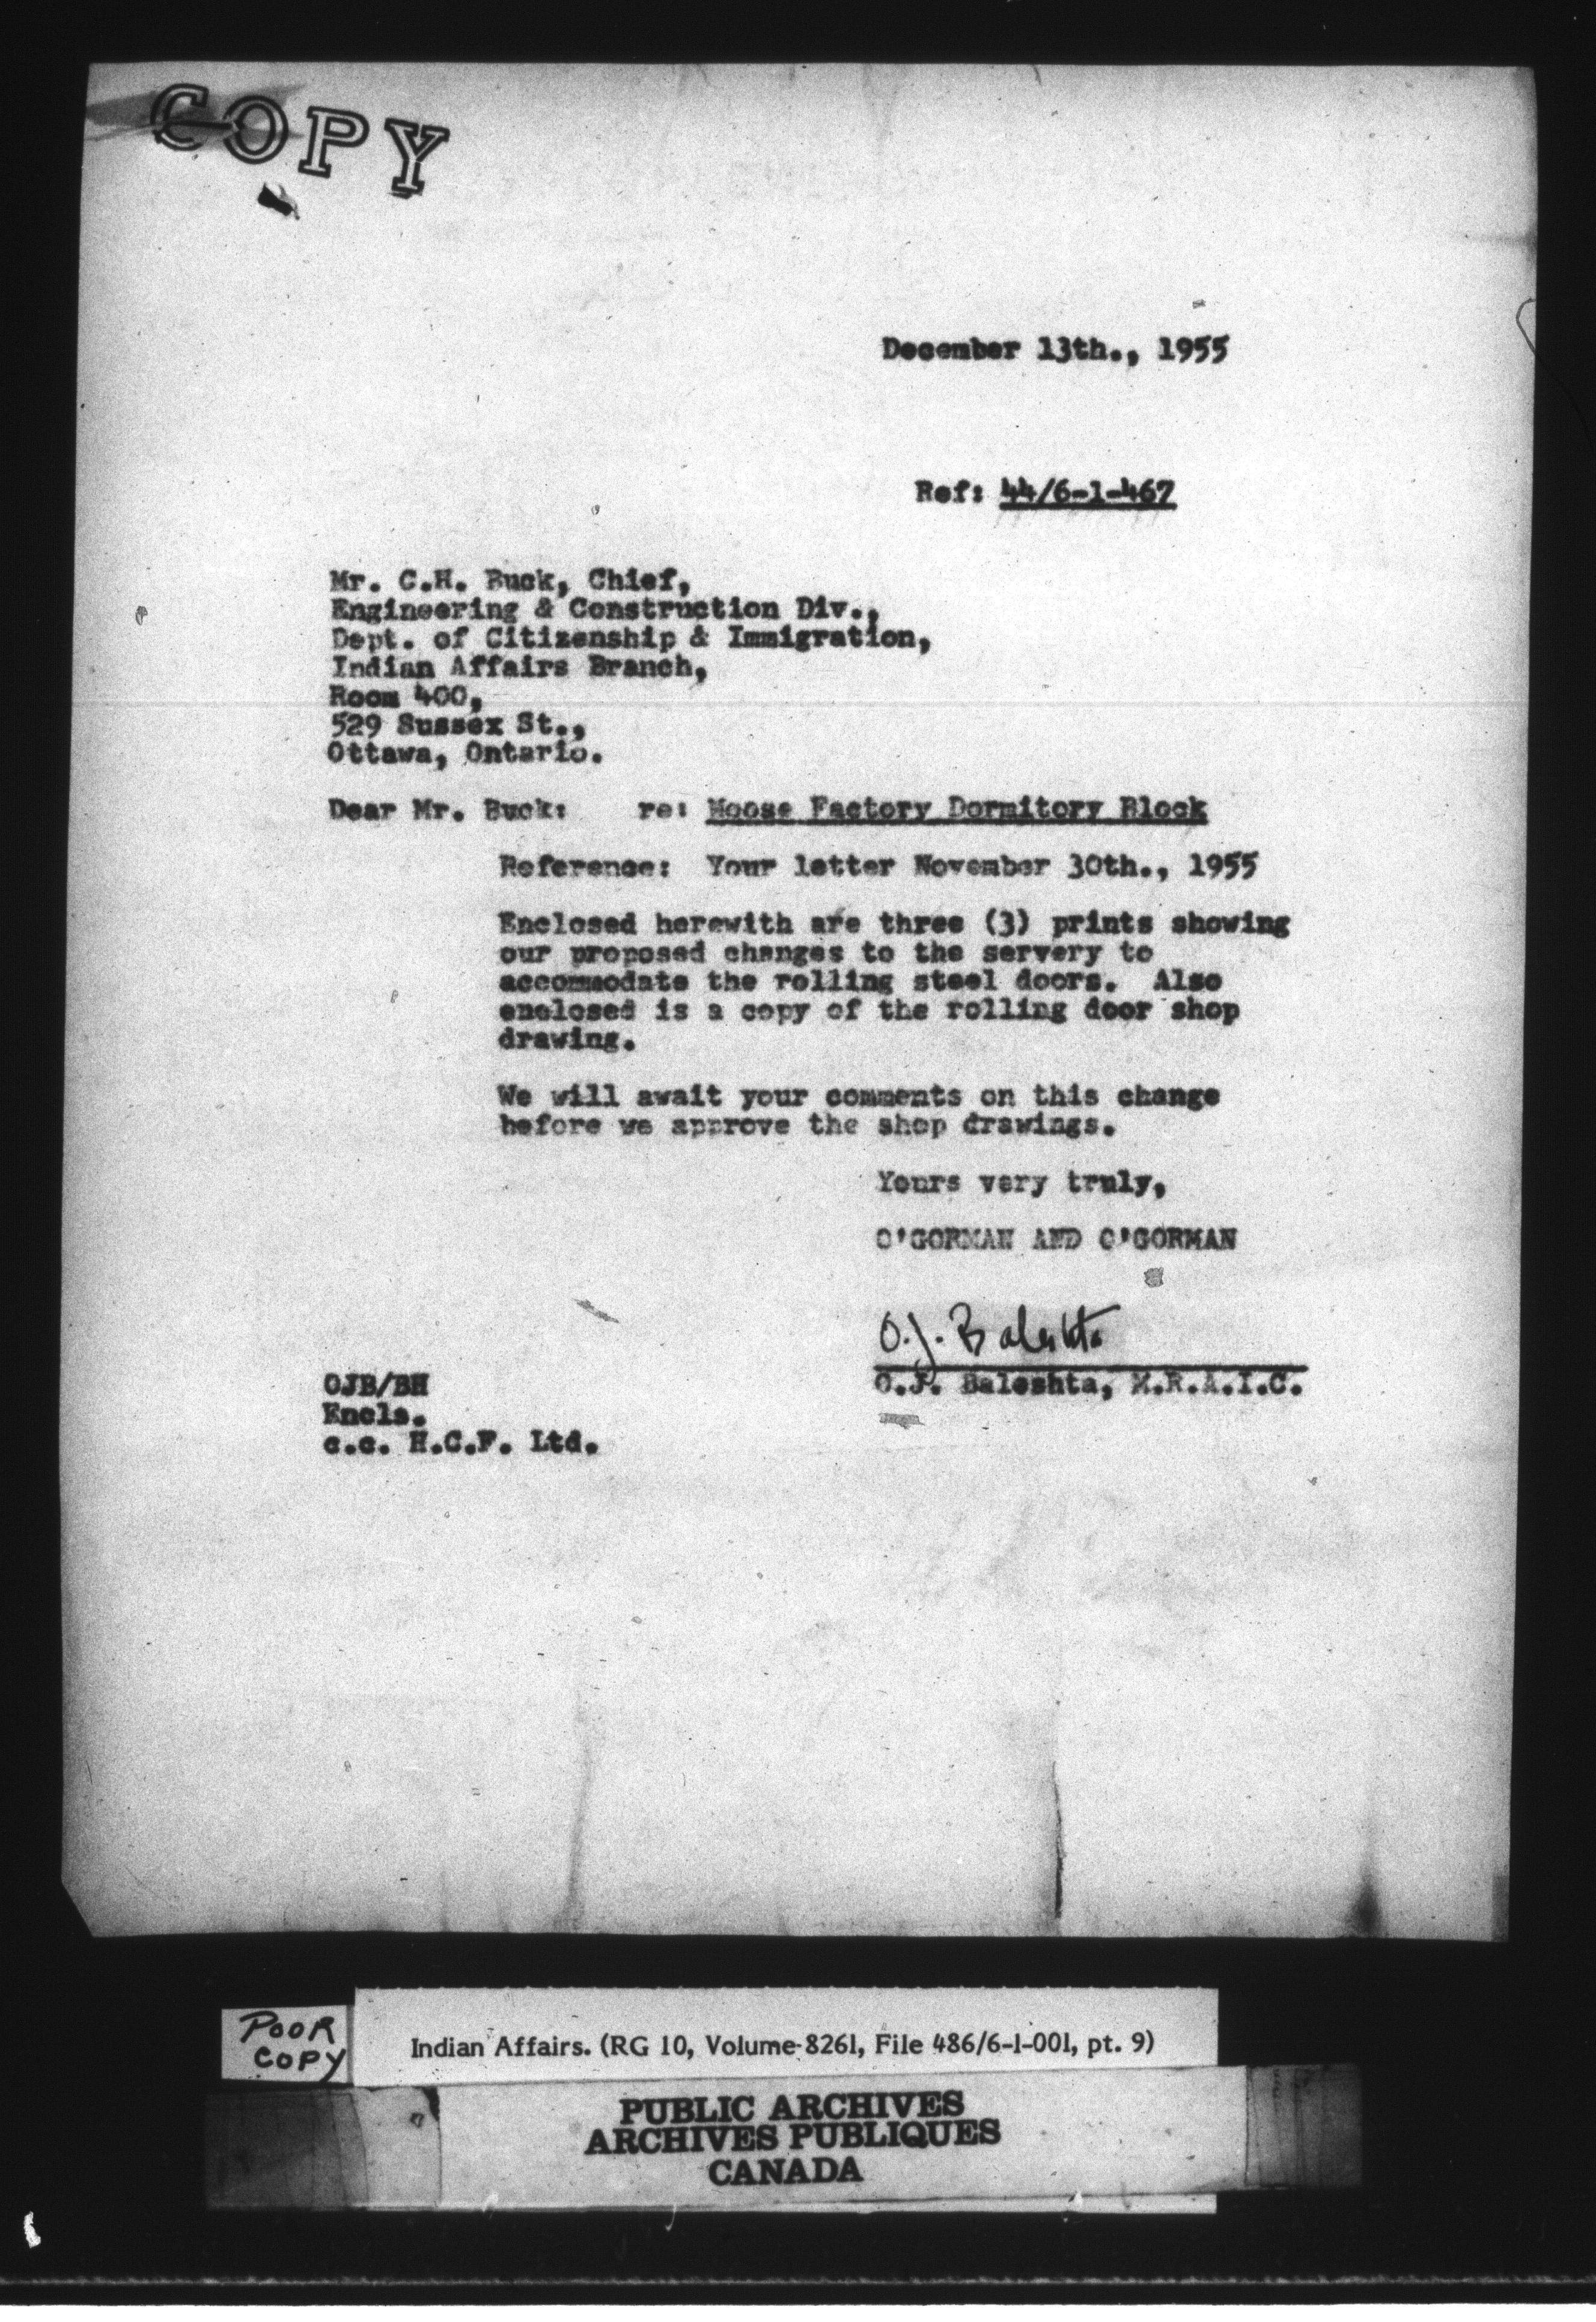 COPY
December 13th., 1955
Ref: 44/6-1-467
Mr. C.H. Buck, Chief,
Engineering & Construction Div.,
Dept. of Citizenship & Immigration,
Indian Affairs Branch,
Room 400,
529 Sussex St.,
Ottawa, Ontario.
Dear Mr. Buck: re: Moose Factory Dormitory Block
Reference: Your letter November 30th., 1955
Enclosed herewith are three (3) prints showing
our proposed changes to the servery to
accommodate the rolling steel doors. Also
enclosed is a copy of the rolling door shop
drawing.
We will await your comments on this change
before we approve the shop drawings.
Yours very truly,
O'GORMAN AND O'GORMAN
O.J. Baleshta
O.J. Baleshta, M.R.A.I.C.
OJB/BH
Encls.
c.c. H.C.F. Ltd.
POOR
COPY
Indian Affairs. (RG 10, Volume-8261, File 486/6-1-001, pt. 9)
PUBLIC ARCHIVES
ARCHIVES PUBLIQUES
CANADA